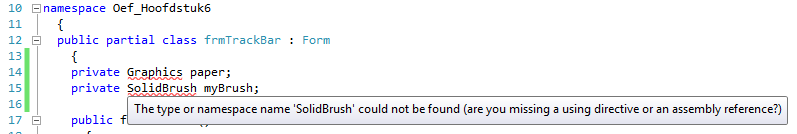 10 namespace Oef_Hoofdstuk6
11 {
12 public partial class frmTrackBar : Form
13 {
14 private Graphics paper;
15 private SolidBrush myBrush;
16 The type or namespace name 'SolidBrush' could not be found (are you missing a using directive or an assembly reference?)
17 public